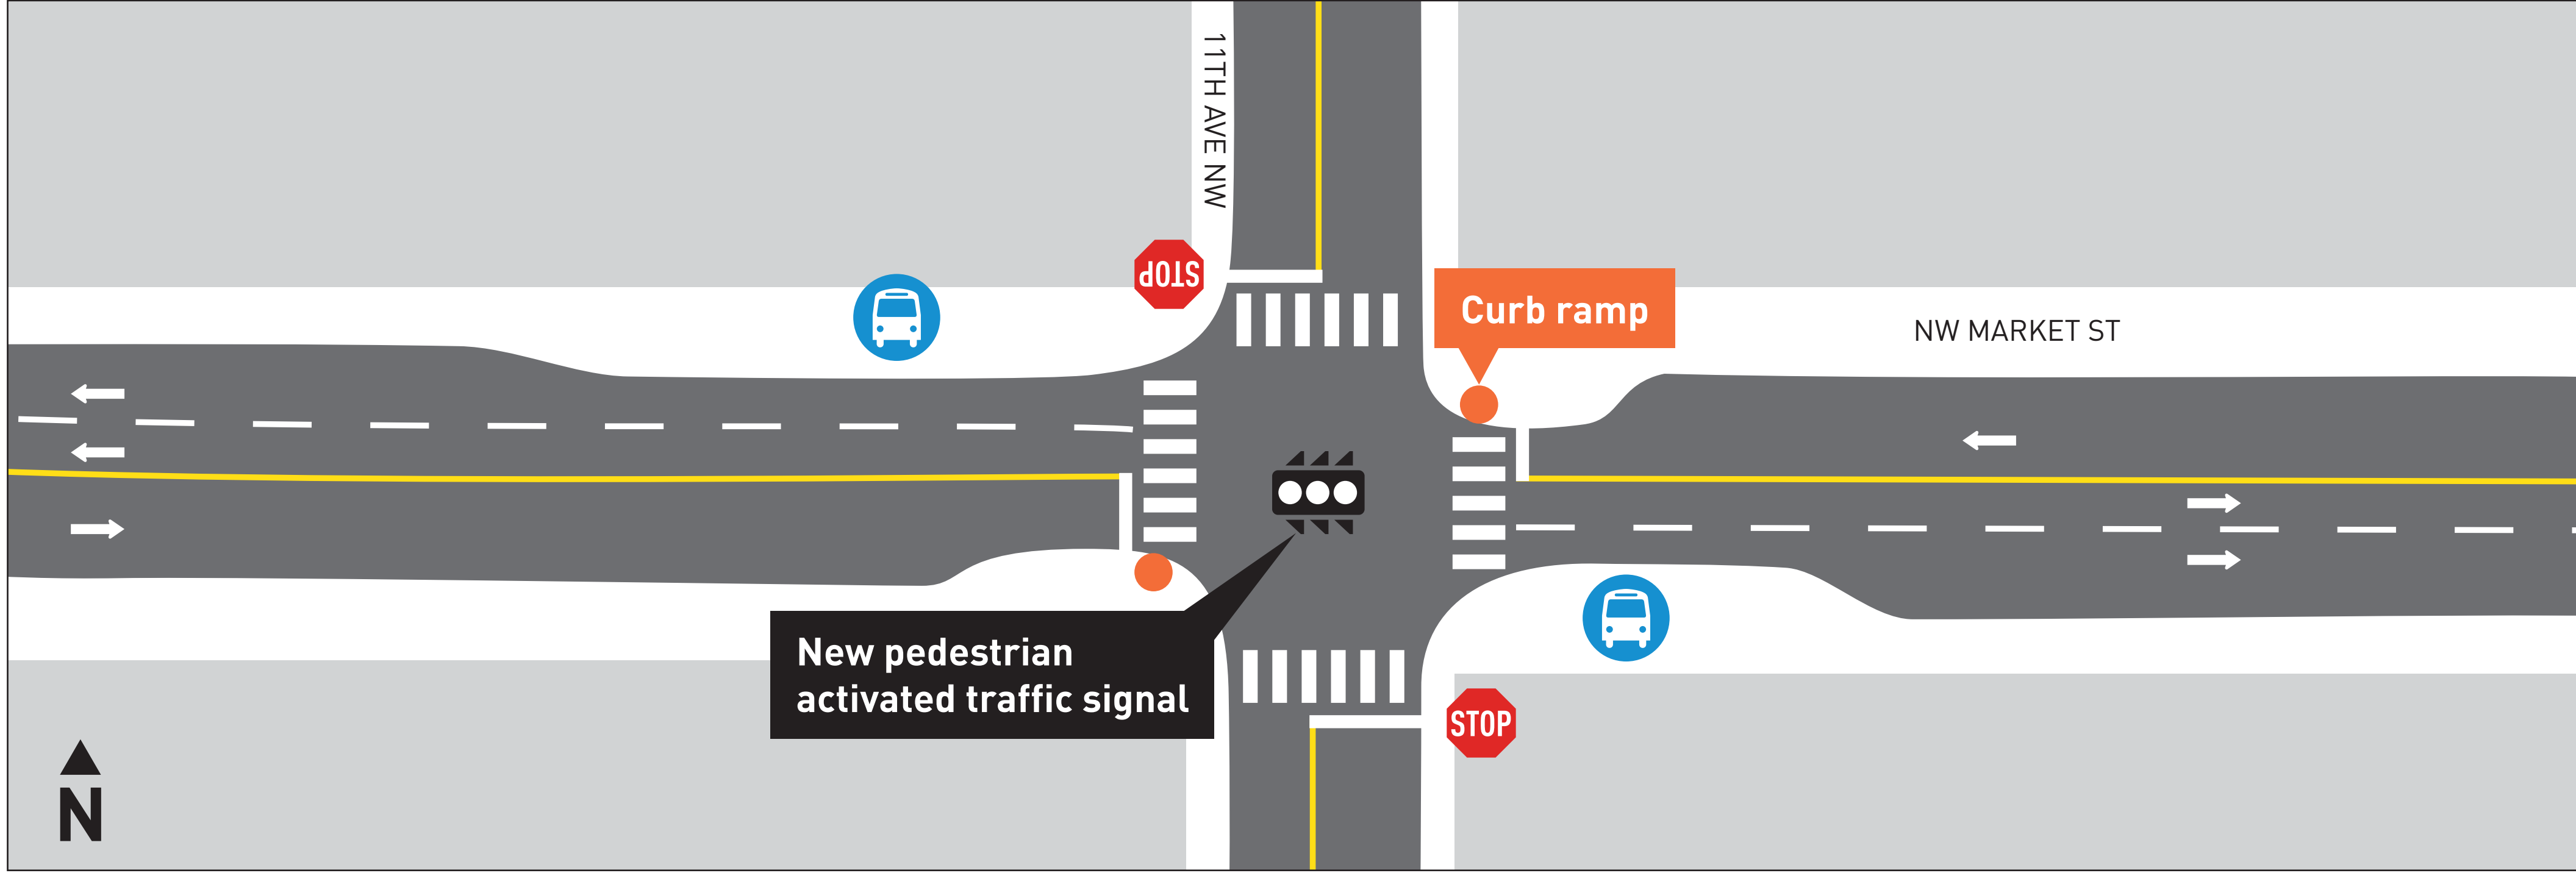 11TH AVE NW
STOP
Curb ramp
NW MARKET ST
New pedestrian
activated traffic signal
STOP
N